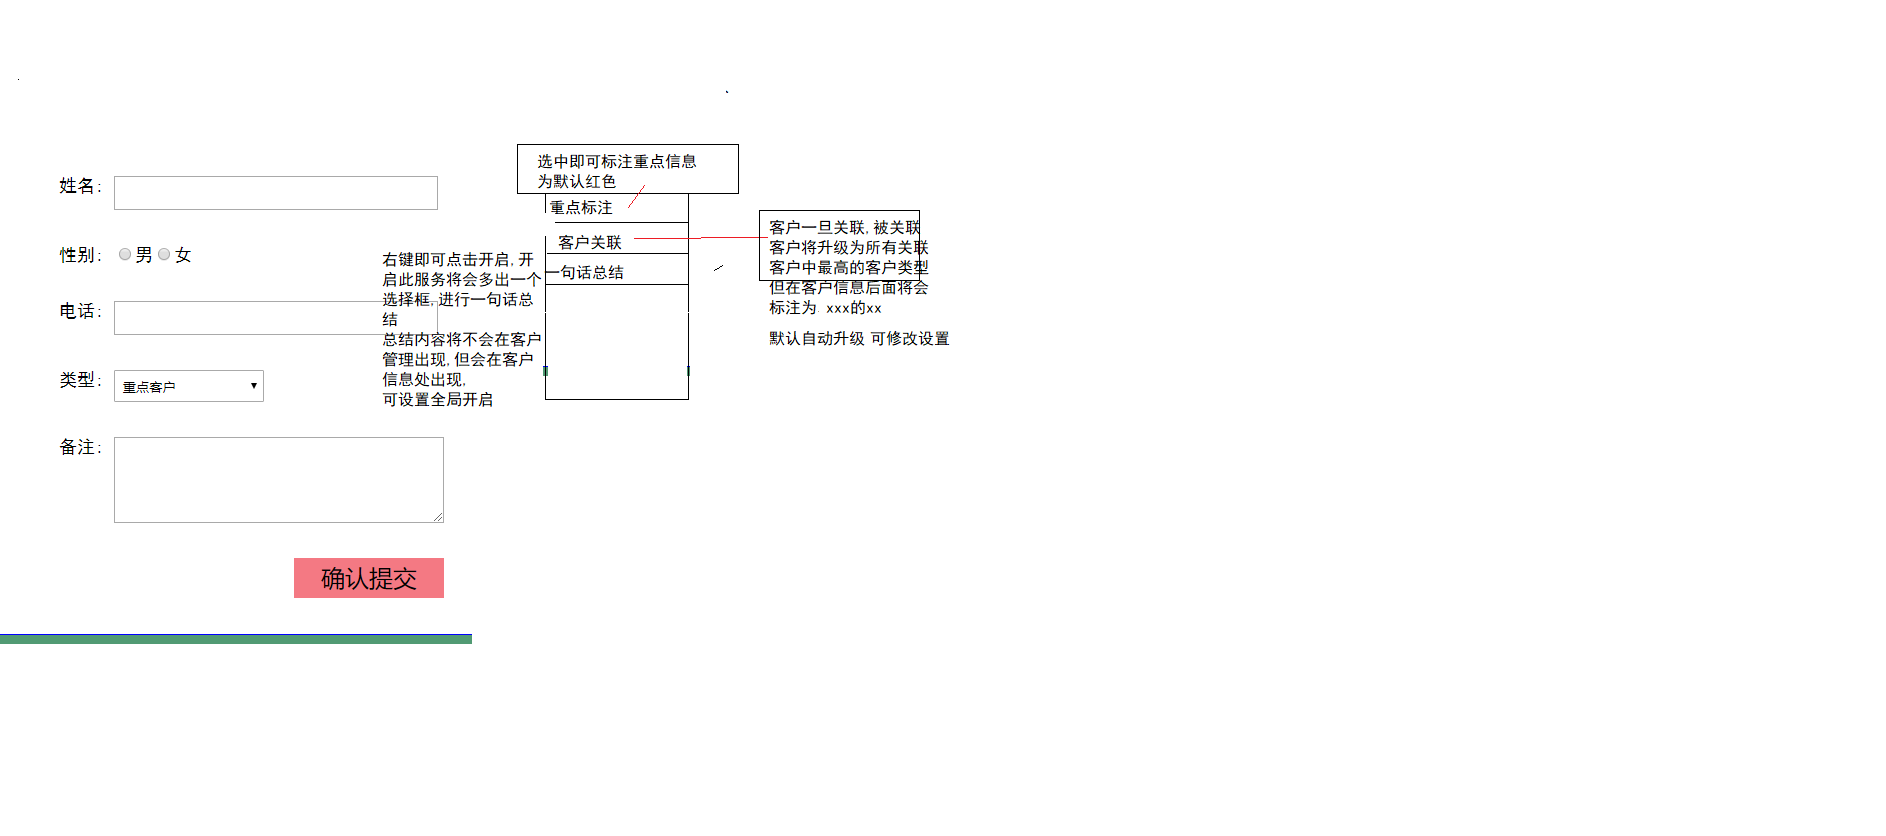 姓名：
性别：
男
女
电话：
类型：
重点客户
备注：
确认提交
选中即可标注重点信息
为默认红色
重点标注
客户关联
一句话总结
右键即可点击开启, 开
启此服务将会多出一个
选择框, 进行一句话总
结
总结内容将不会在客户
管理出现, 但会在客户
信息处出现,
可设置全局开启
客户一旦关联, 被关联
客户将升级为所有关联
客户中最高的客户类型
但在客户信息后面将会
标注为: xxx的xx
默认自动升级 可修改设置